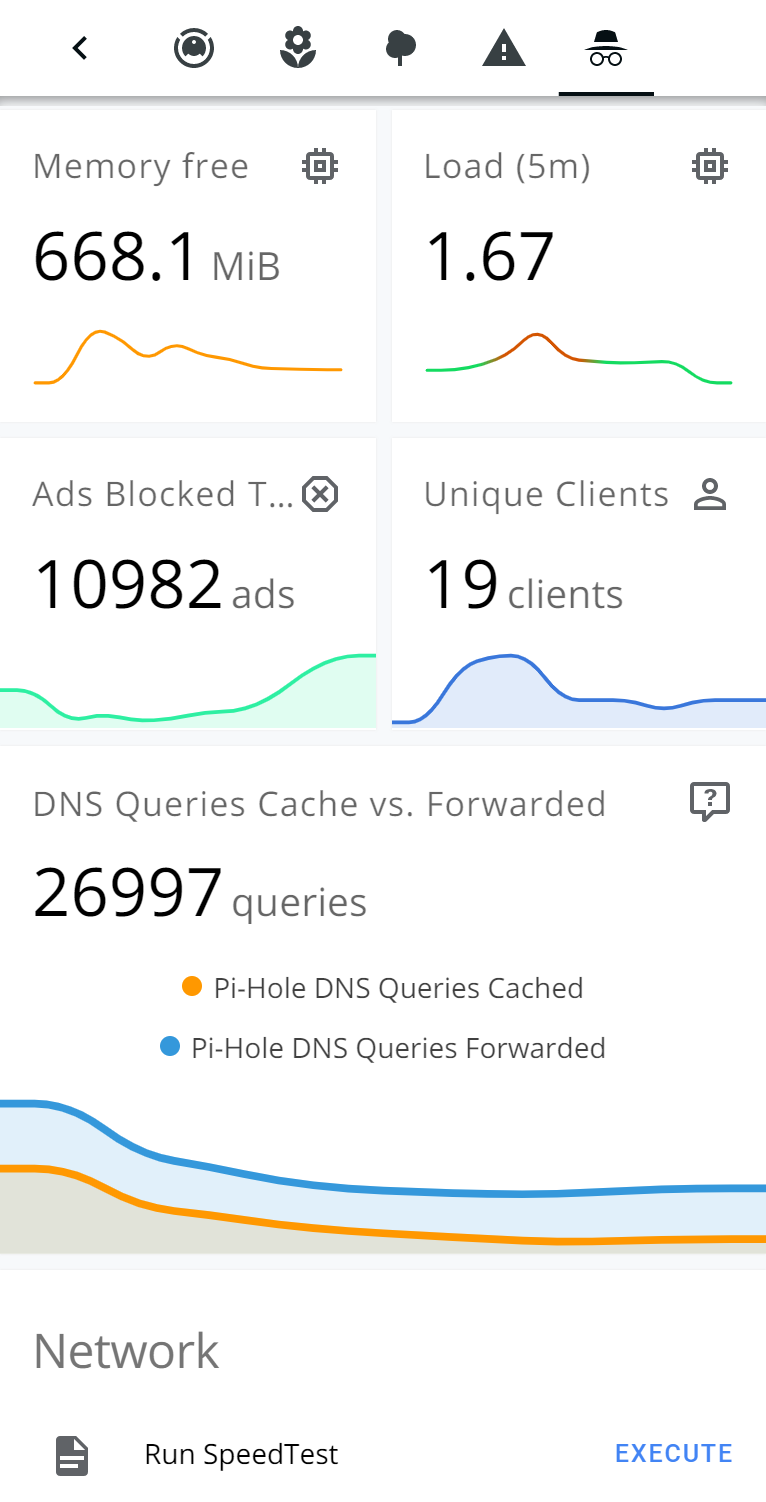 Memory free
668.1 MiB
Load (5m)
1.67
Ads Blocked T...
10982 ads
Unique Clients
19 clients
DNS Queries Cache vs. Forwarded
?
26997 queries
Pi-Hole DNS Queries Cached
Pi-Hole DNS Queries Forwarded
Network
Run SpeedTest
EXECUTE